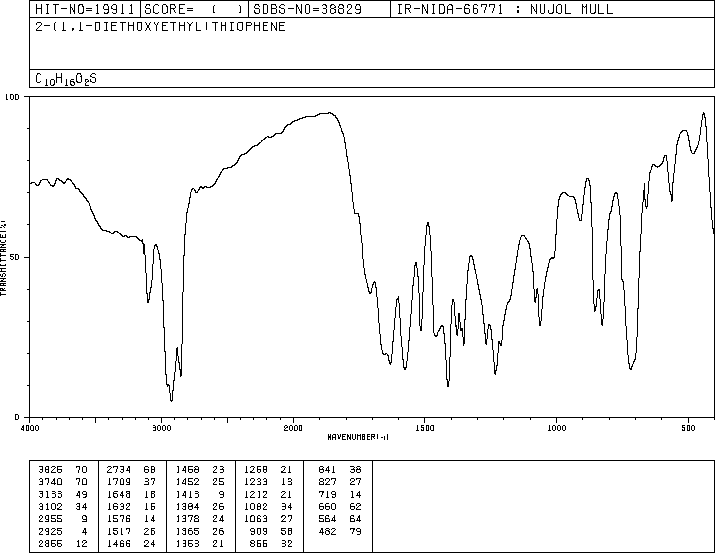 HIT-NO=19911 SCORE= ( ) SDBS-NO=38829 IR-NIDA-66771 : NUJOL MULL
2-(1,1-DIETHOXYETHYL)THIOPHENE
C10H16O2S
100
50
0
TRANSMITTANCE(%)
4000 3000 2000 1500 1000 500
WAVENUMBER(-1)
3825 70 2734 68 1458 23 1268 21 841 38
3740 70 1709 37 1452 25 1233 13 827 27
3133 49 1648 18 1413 9 1212 21 719 14
3102 34 1632 16 1384 26 1082 34 660 62
2955 9 1576 14 1378 24 1063 27 564 64
2925 4 1517 26 1365 26 909 58 482 79
2855 12 1466 24 1353 21 855 32